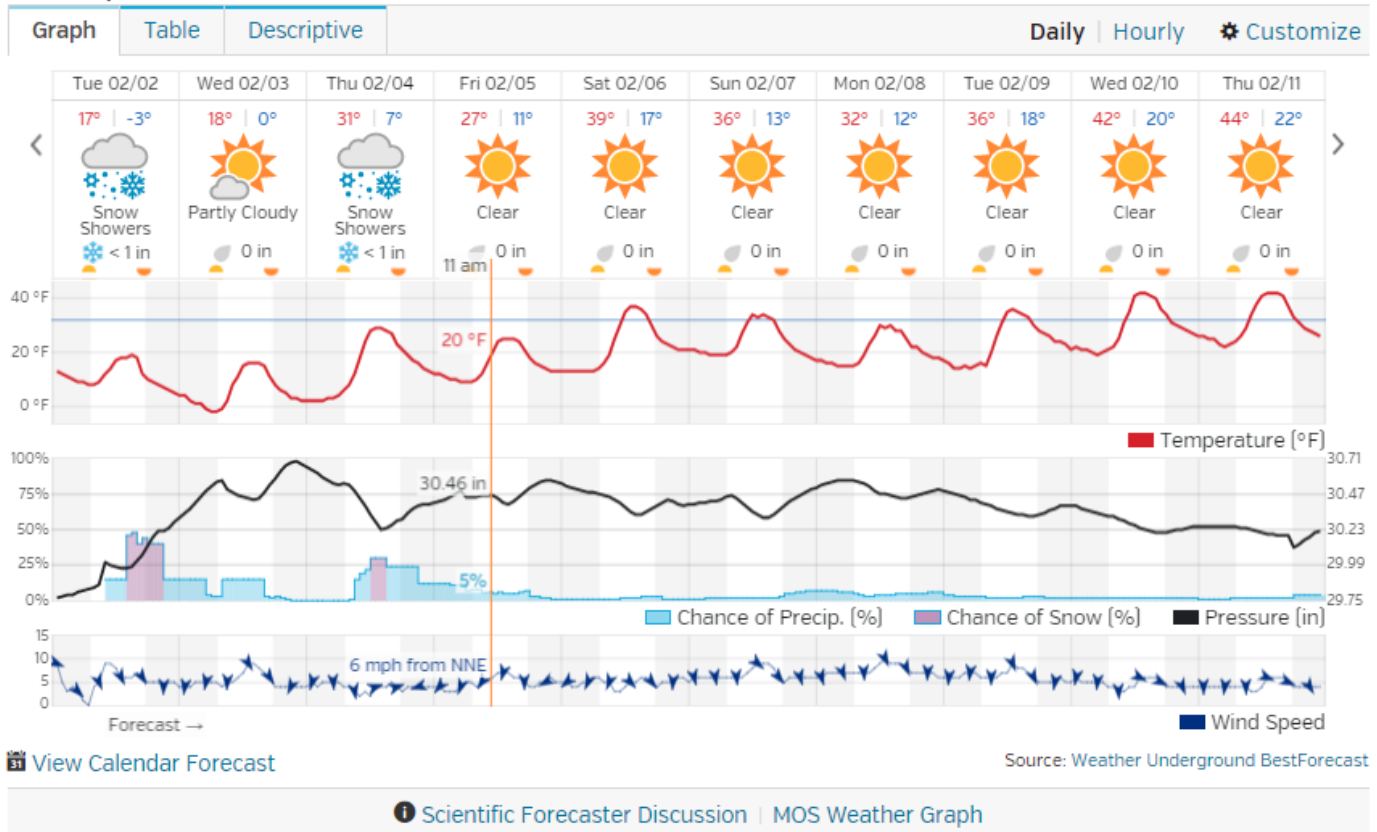 Graph Table Descriptive Daily | Hourly Customize
Tue 02/02 Wed 02/03 Thu 02/04 Fri 02/05 Sat 02/06 Sun 02/07 Mon 02/08 Tue 02/09 Wed 02/10 Thu 02/11
17° | -3° 18° | 0° 31° | 7° 27° | 11° 39° | 17° 36° | 13° 32° | 12° 36° | 18° 42° | 20° 44° | 22°
Snow Partly Cloudy Snow Clear Clear Clear Clear Clear Clear Clear
Showers Showers
< 1 in 0 in < 1 in 0 in 0 in 0 in 0 in 0 in 0 in 0 in
11 am
40 °F
20 °F
20 °F
0 °F
Temperature (°F)
100% 30.71
75% 30.46 in 30.47
50% 30.23
25% 29.99
5%
0% 29.75
Chance of Precip. (%) Chance of Snow (%) Pressure (in)
15
10
6 mph from NNE
5
0
Forecast →
Wind Speed
31 View Calendar Forecast Source: Weather Underground BestForecast
Scientific Forecaster Discussion | MOS Weather Graph